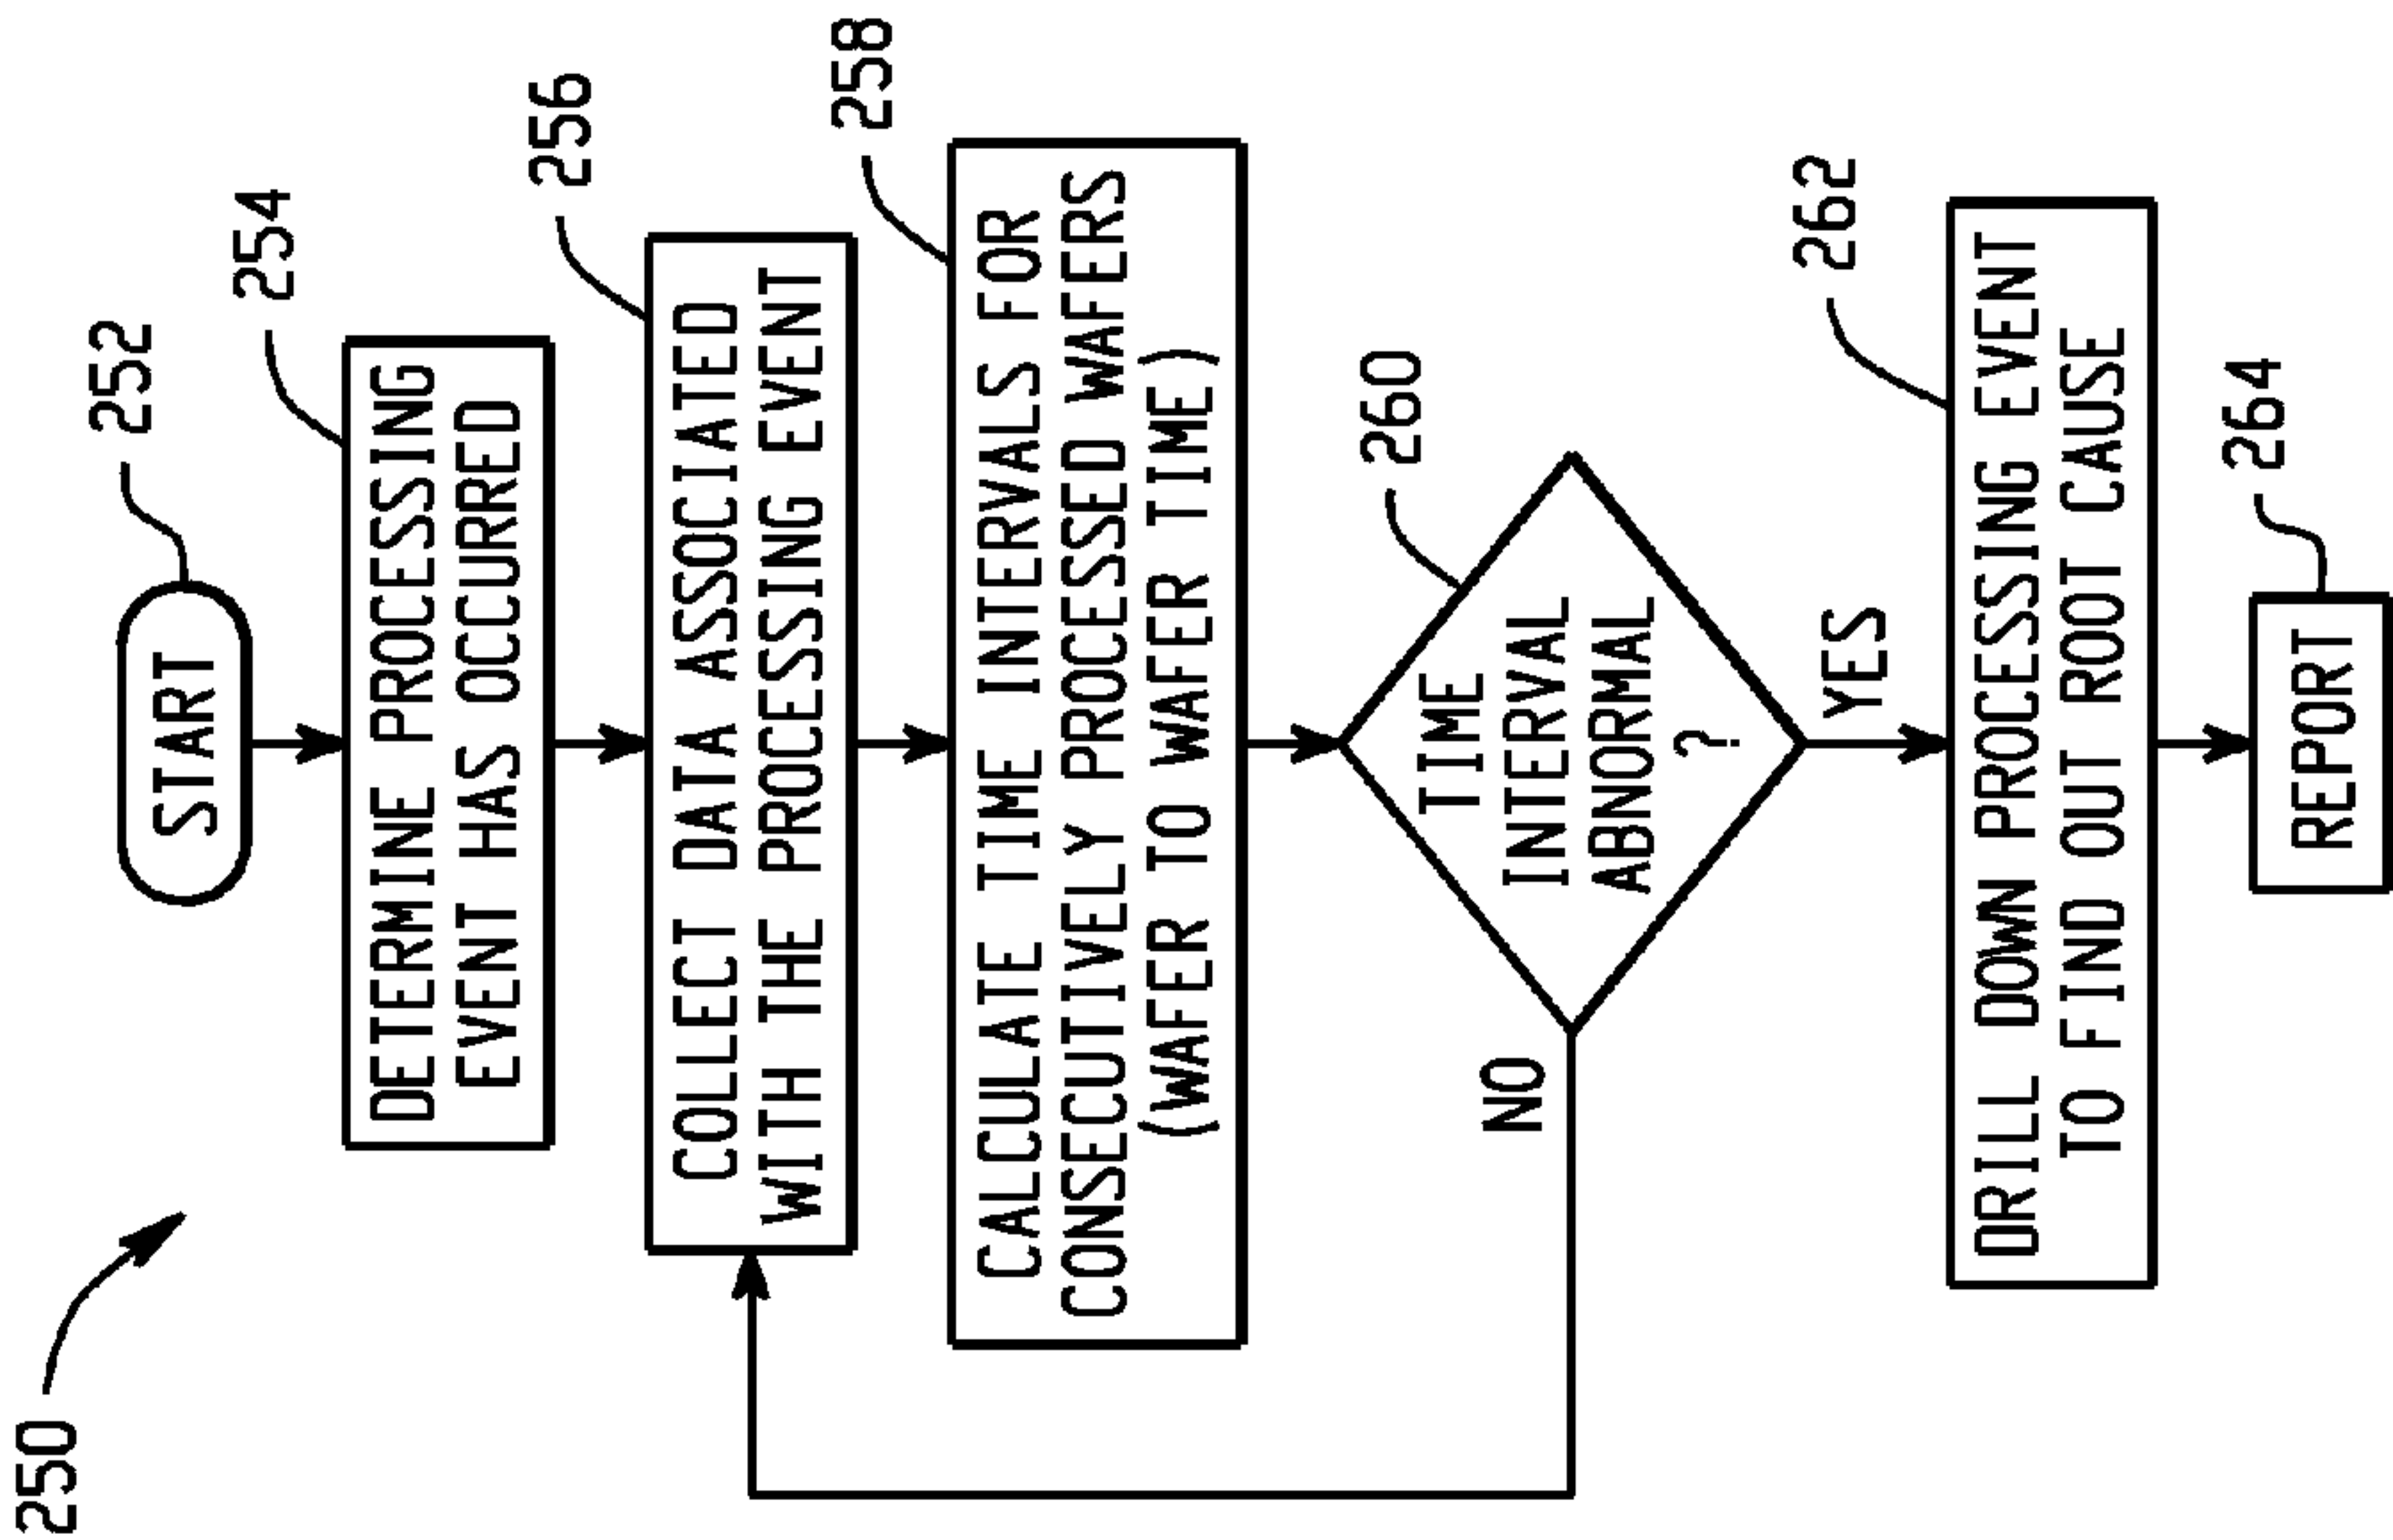 250
START
252
DETERMINE PROCESSING
EVENT HAS OCCURRED
254
COLLECT DATA ASSOCIATED
WITH THE PROCESSING EVENT
256
CALCULATE TIME INTERVALS FOR
CONSECUTIVELY PROCESSED WAFERS
(WAFER TO WAFER TIME)
258
TIME
INTERVAL
ABNORMAL
?
260
NO
YES
DRILL DOWN PROCESSING EVENT
TO FIND OUT ROOT CAUSE
262
REPORT
264